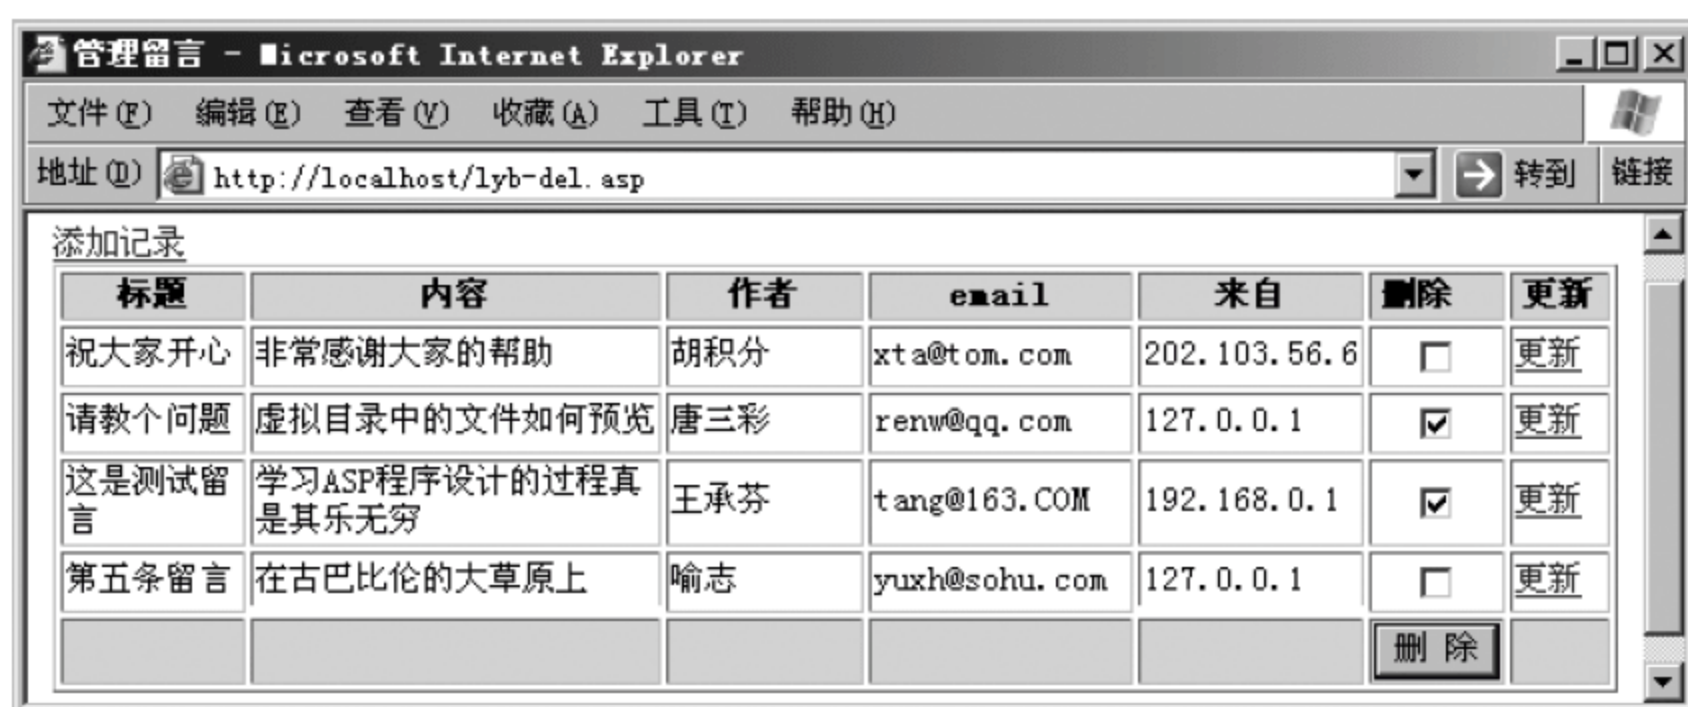 管理留言 - Microsoft Internet Explorer
文件(F) 编辑(E) 查看(V) 收藏(A) 工具(T) 帮助(H)
地址(D) http://localhost/lyb-del.asp 转到 链接
添加记录
标题 内容 作者 email 来自 删除 更新
祝大家开心 非常感谢大家的帮助 胡积分 xta@tom.com 202.103.56.6 更新
请教个问题 虚拟目录中的文件如何预览 唐三彩 renw@qq.com 127.0.0.1 更新
这是测试留 学习ASP程序设计的过程真 王承芬 tang@163.COM 192.168.0.1 更新
言 是其乐无穷
第五条留言 在古巴比伦的大草原上 喻志 yuxh@sohu.com 127.0.0.1 更新
删 除